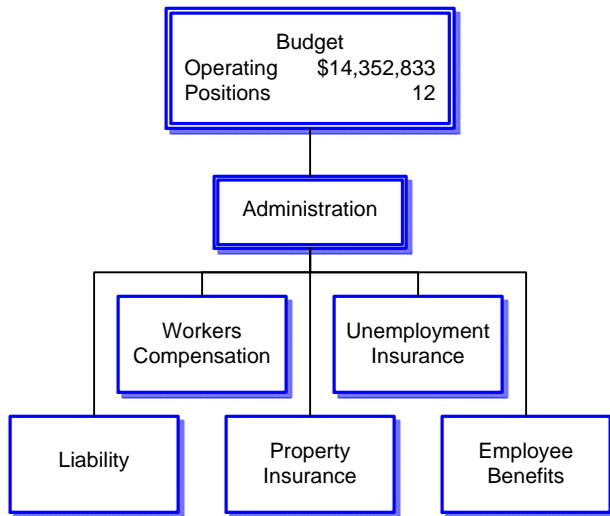 Budget
Operating $14,352,833
Positions 12
Administration
Workers
Compensation
Unemployment
Insurance
Liability
Property
Insurance
Employee
Benefits